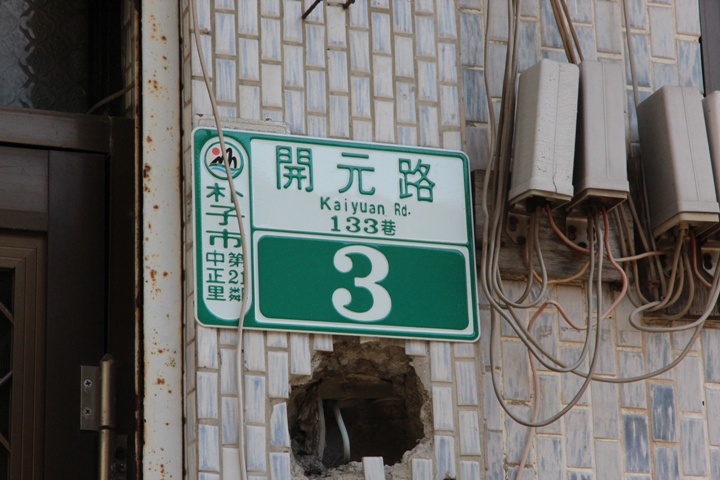 朴子市
中正里
第21鄰
開元路
Kaiyuan Rd.
133巷
3